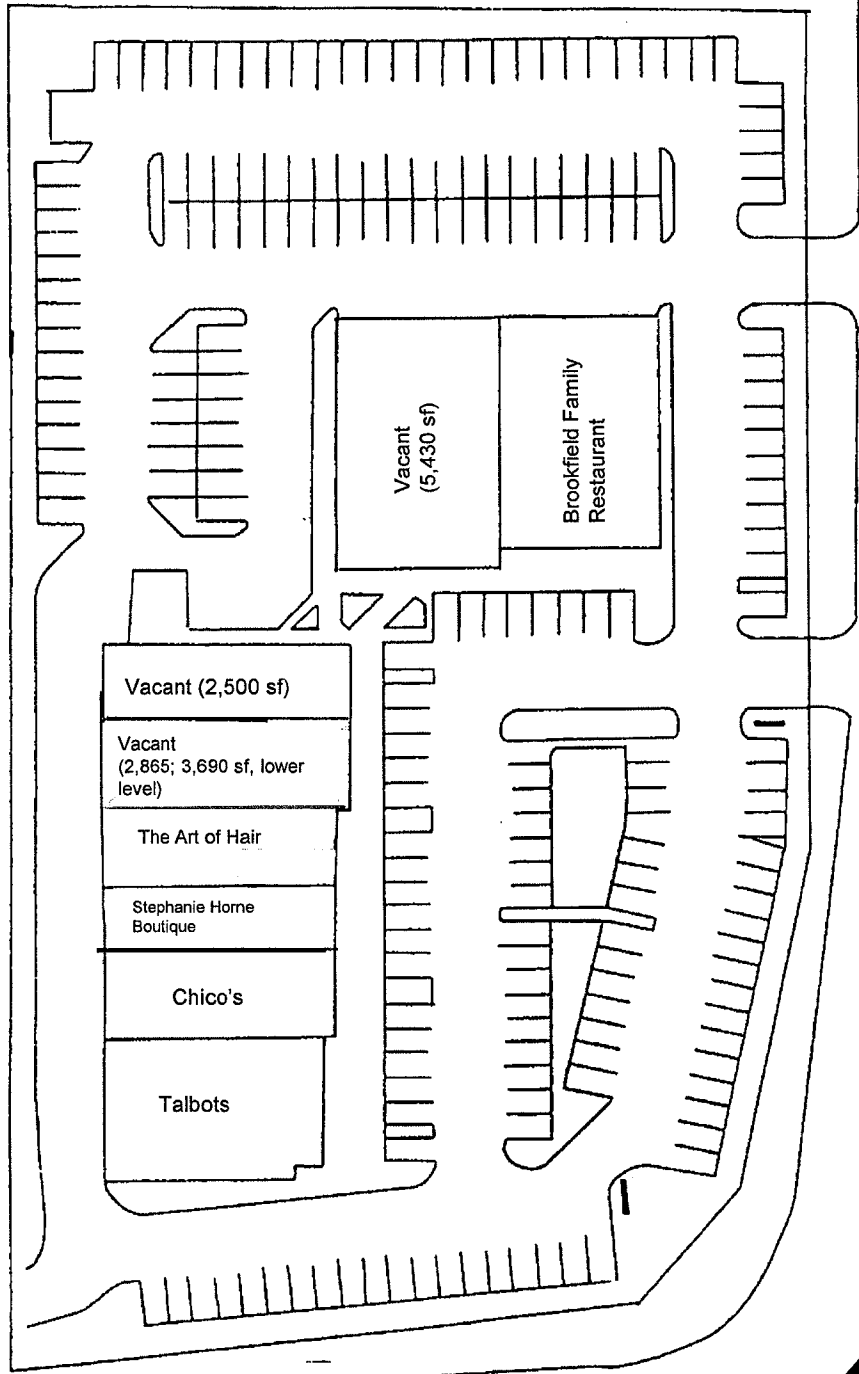 Vacant
(5,430 sf)
Brookfield Family
Restaurant
Vacant (2,500 sf)
Vacant
(2,865; 3,690 sf, lower
level)
The Art of Hair
Stephanie Horne
Boutique
Chico's
Talbots